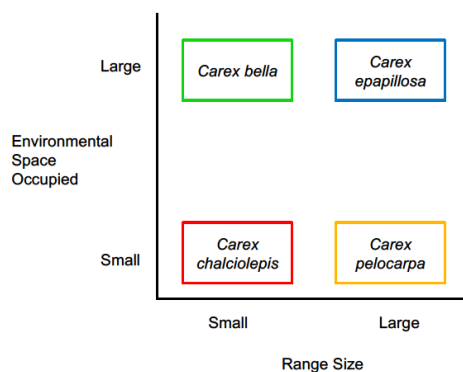 Large
Carex bella
Carex
epapillosa
Environmental
Space
Occupied
Small
Carex
chalciolepis
Carex
pelocarpa
Small
Large
Range Size